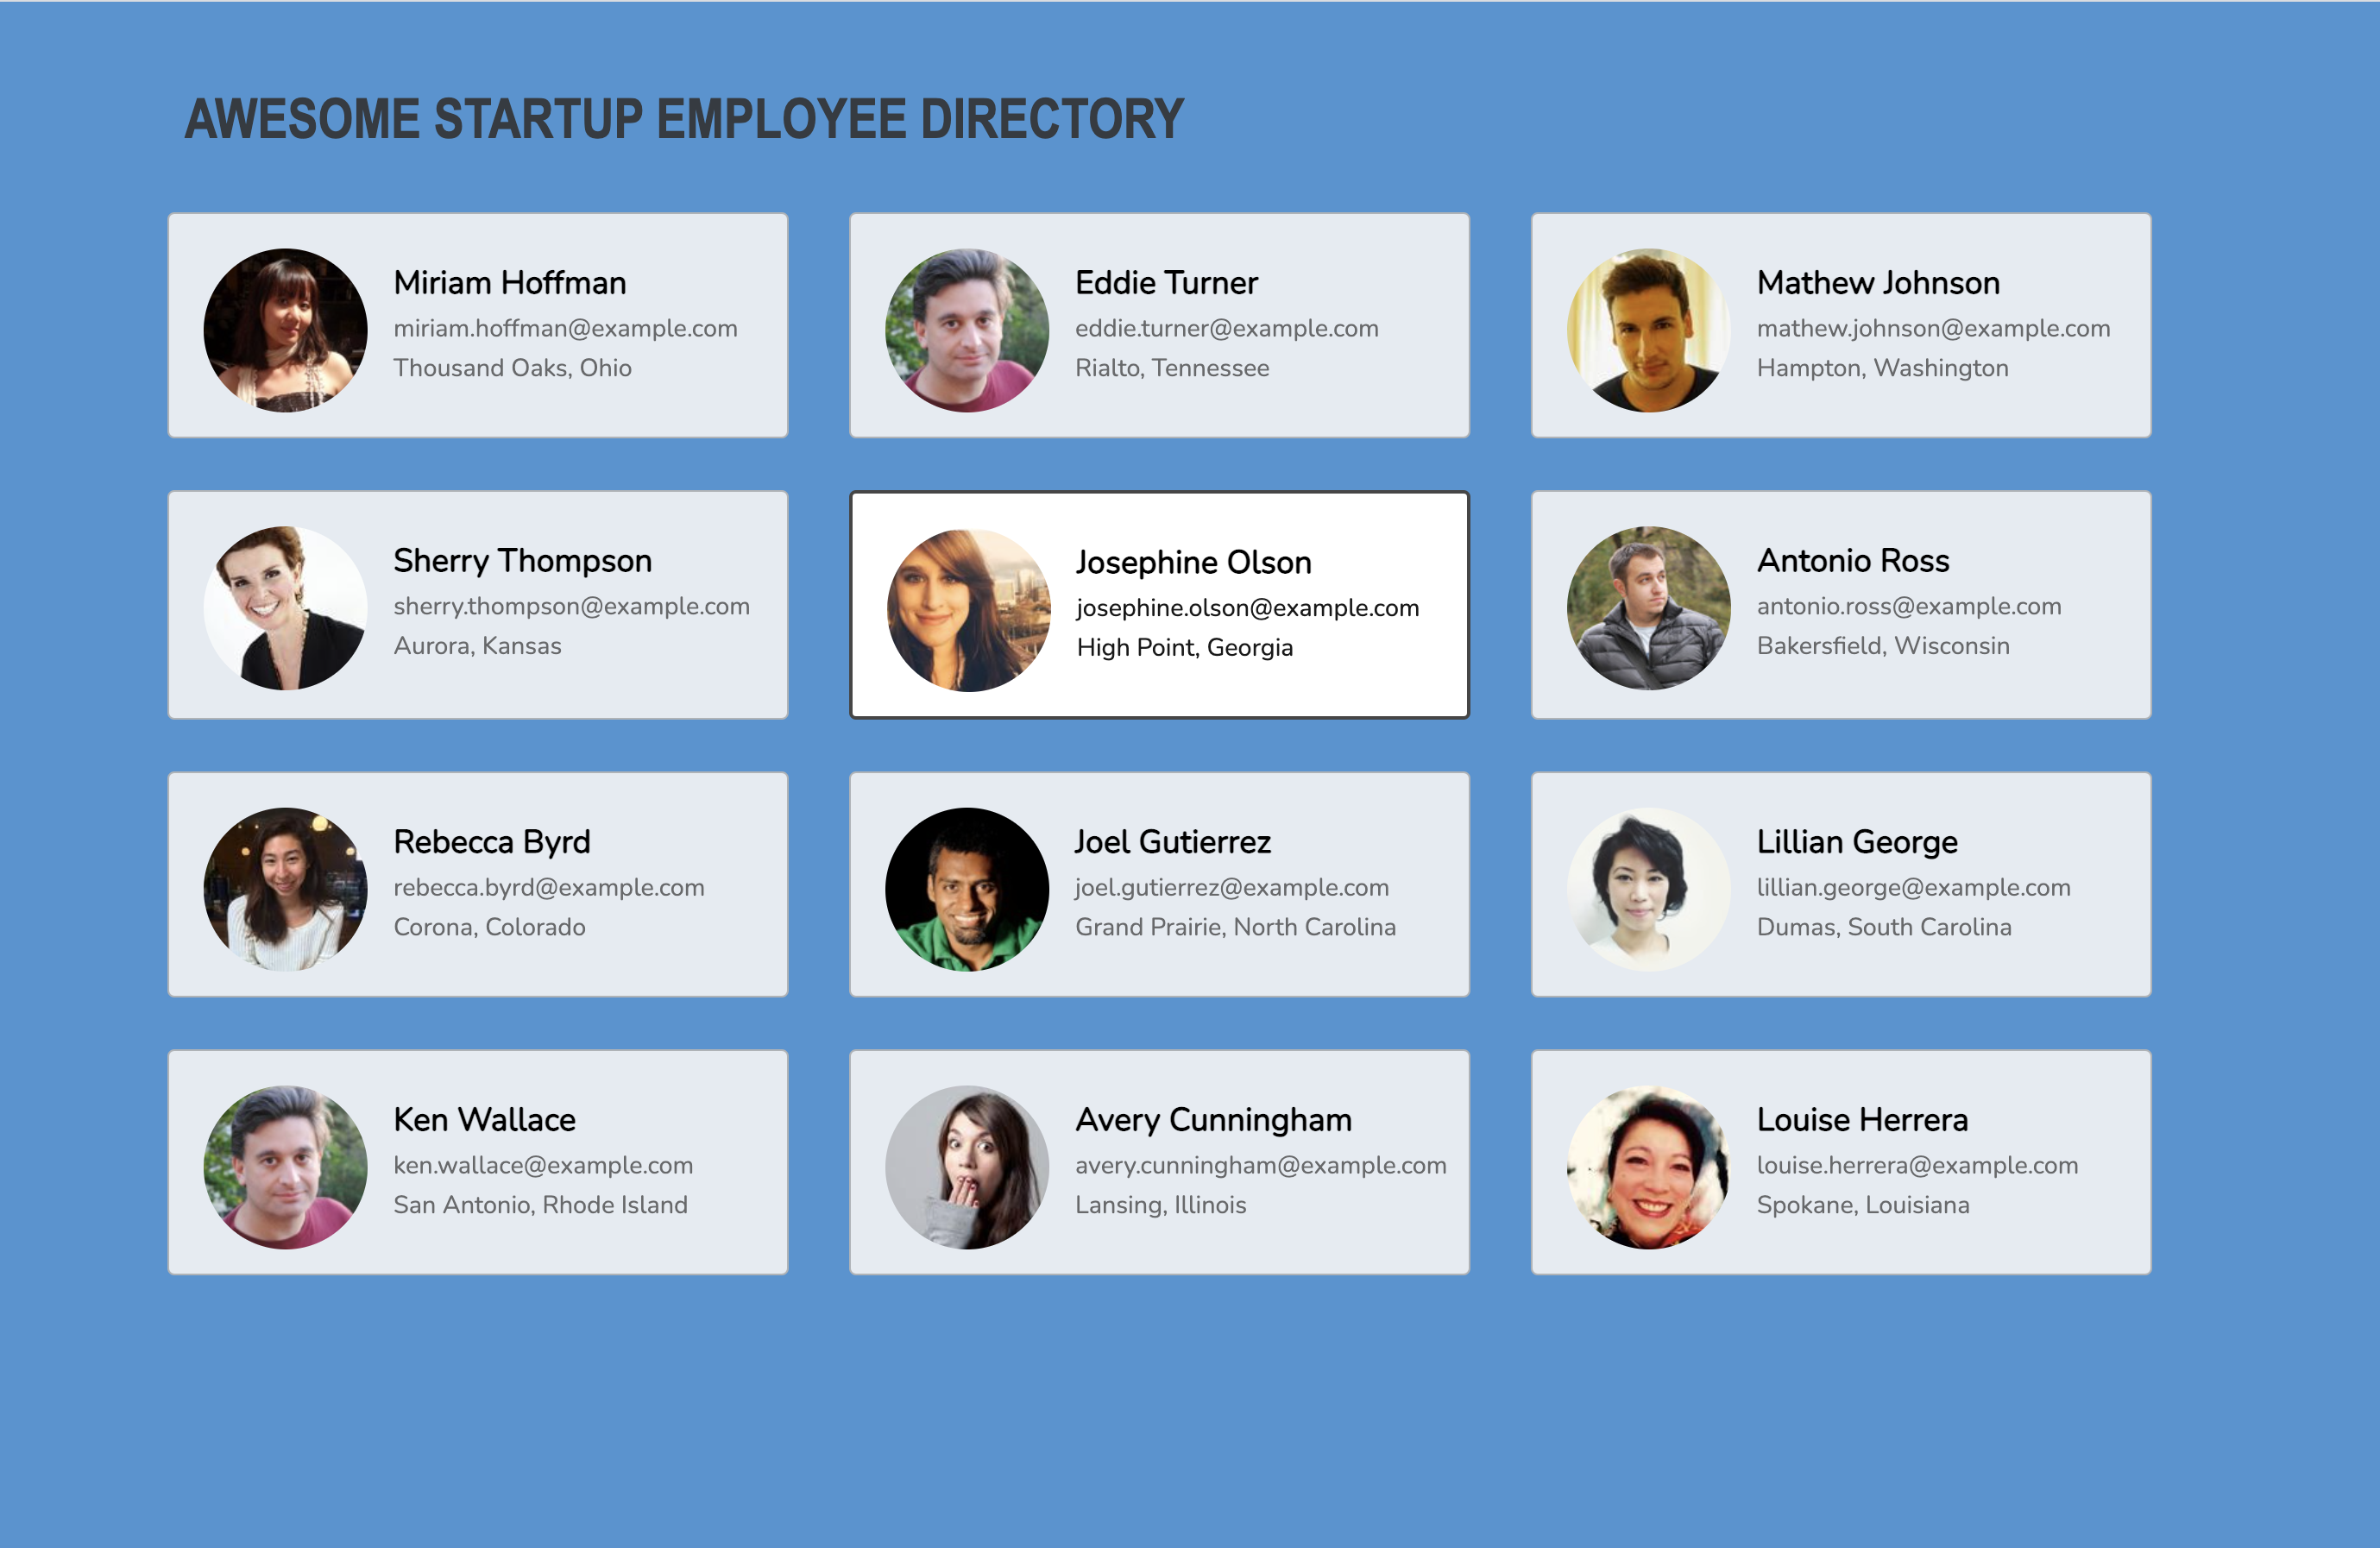 AWESOME STARTUP EMPLOYEE DIRECTORY
Miriam Hoffman
miriam.hoffman@example.com
Thousand Oaks, Ohio
Eddie Turner
eddie.turner@example.com
Rialto, Tennessee
Mathew Johnson
mathew.johnson@example.com
Hampton, Washington
Sherry Thompson
sherry.thompson@example.com
Aurora, Kansas
Josephine Olson
josephine.olson@example.com
High Point, Georgia
Antonio Ross
antonio.ross@example.com
Bakersfield, Wisconsin
Rebecca Byrd
rebecca.byrd@example.com
Corona, Colorado
Joel Gutierrez
joel.gutierrez@example.com
Grand Prairie, North Carolina
Lillian George
lillian.george@example.com
Dumas, South Carolina
Ken Wallace
ken.wallace@example.com
San Antonio, Rhode Island
Avery Cunningham
avery.cunningham@example.com
Lansing, Illinois
Louise Herrera
louise.herrera@example.com
Spokane, Louisiana